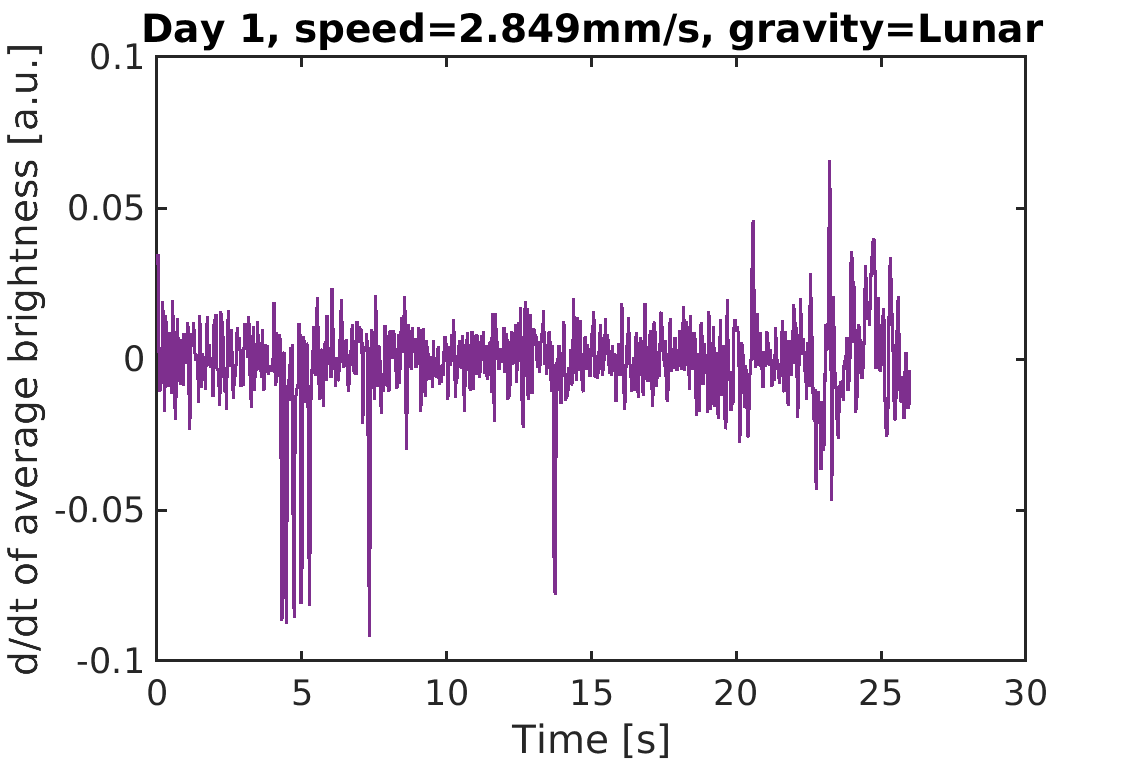 Day 1, speed=2.849mm/s, gravity=Lunar
d/dt of average brightness [a.u.]
0.1
0.05
0
-0.05
-0.1
0 5 10 15 20 25 30
Time [s]